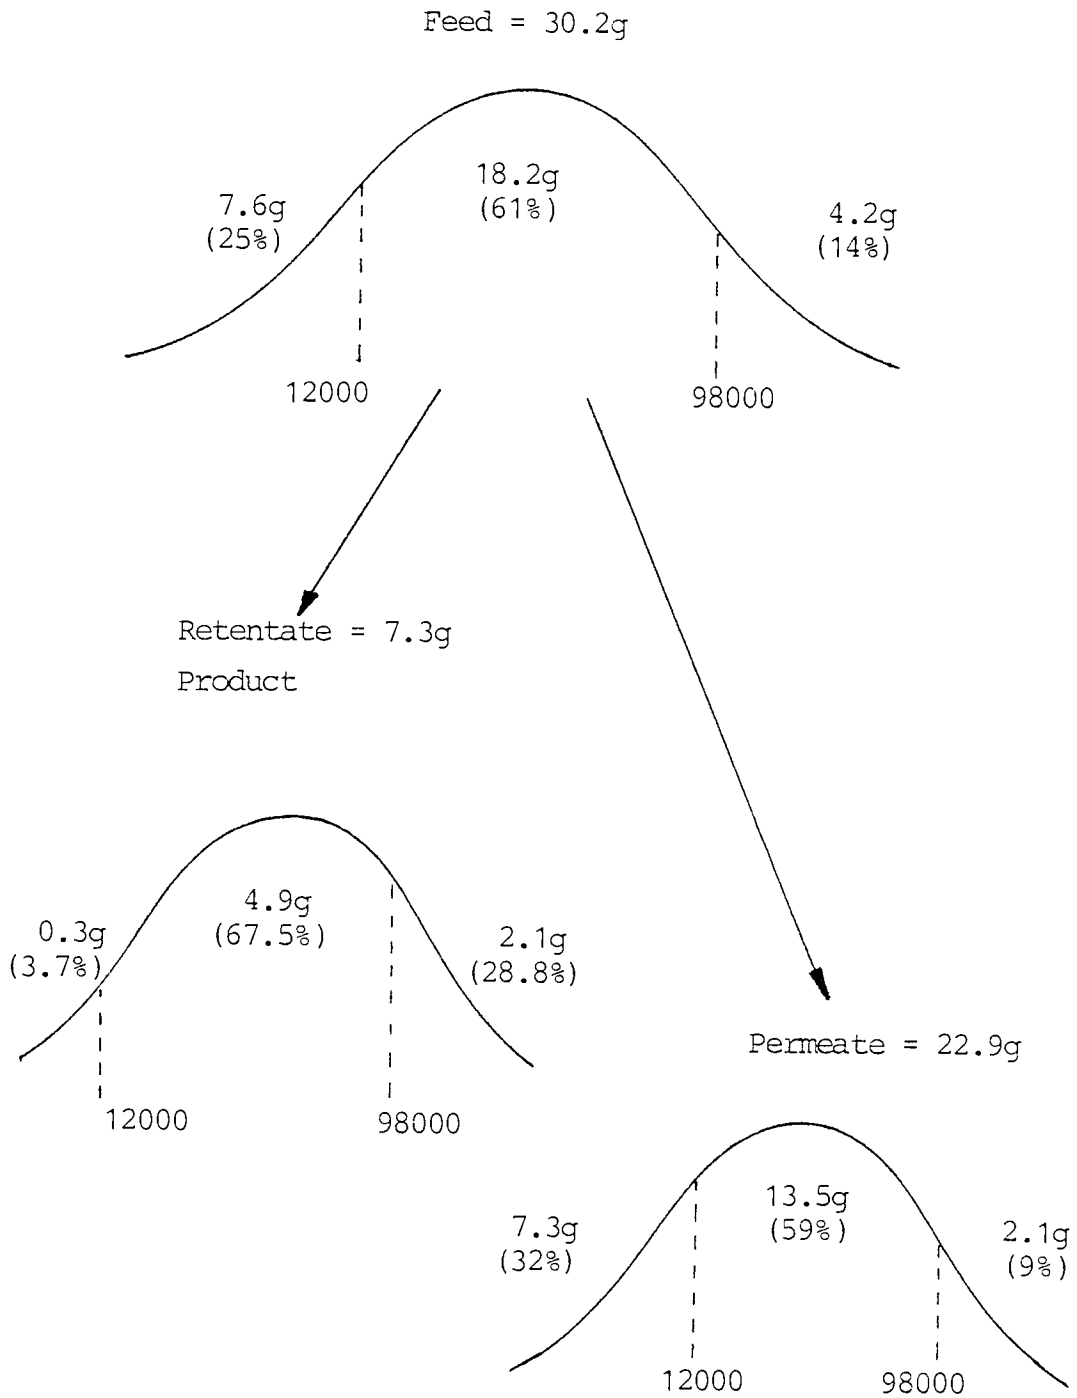 Feed = 30.2g
7.6g
(25%)
18.2g
(61%)
4.2g
(14%)
12000
98000
Retentate = 7.3g
Product
0.3g
(3.7%)
4.9g
(67.5%)
2.1g
(28.8%)
12000
98000
Permeate = 22.9g
7.3g
(32%)
13.5g
(59%)
2.1g
(9%)
12000
98000